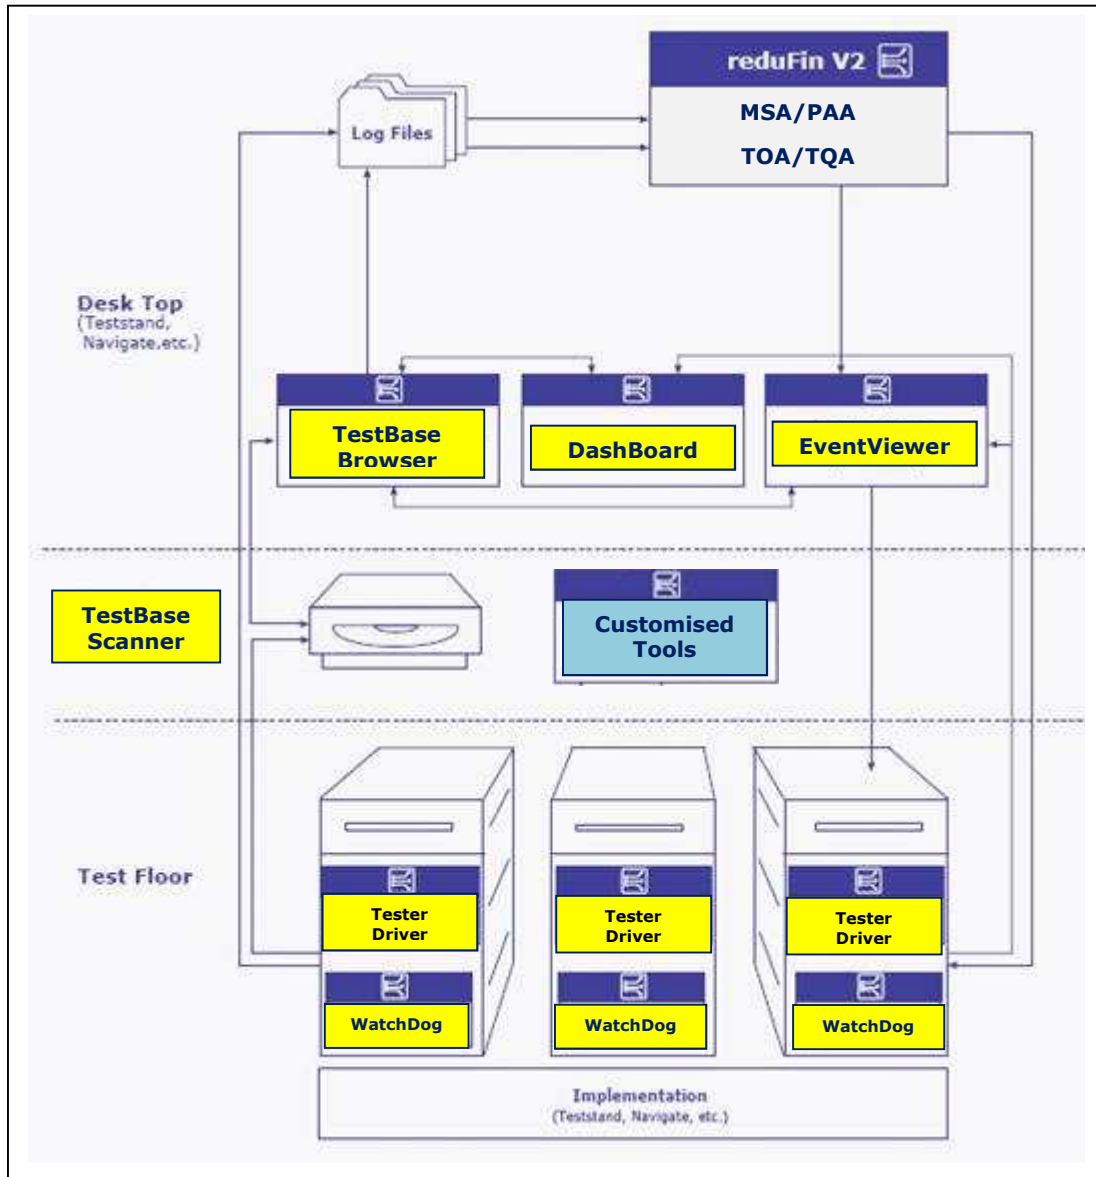 reduFin V2
MSA/PAA
TOA/TQA
Log Files
Desk Top
(Teststand,
Navigate,etc.)
TestBase
Browser
DashBoard
EventViewer
TestBase
Scanner
Customised
Tools
Test Floor
Tester
Driver
Tester
Driver
Tester
Driver
WatchDog
WatchDog
WatchDog
Implementation
(Teststand, Navigate, etc.)